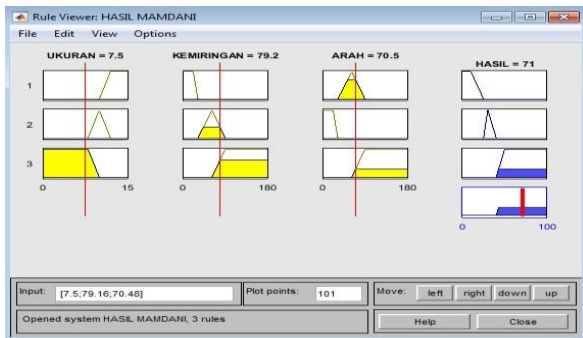 Rule Viewer: HASIL MAMDANI
File Edit View Options
UKURAN = 7.5 KEMIRINGAN = 79.2 ARAH = 70.5 HASIL = 71
1
2
3
0 15 0 180 0 180
0 100
Input: [7.5;79.16;70.48] Plot points: 101 Move: left right down up
Opened system HASIL MAMDANI, 3 rules Help Close